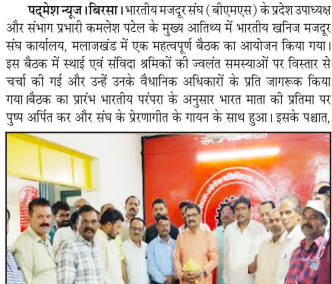 पद्मेश न्यूज।बिरसा।भारतीय मजदूर संघ (बीएमएस) के प्रदेश उपाध्यक्ष
और संभाग प्रभारी कमलेश पटेल के मुख्य आतिथ्य में भारतीय खनिज मजदूर
संघ कार्यालय, मलाजखंड में एक महत्वपूर्ण बैठक का आयोजन किया गया।
इस बैठक में स्थाई एवं संविदा श्रमिकों की ज्वलंत समस्याओं पर विस्तार से
चर्चा की गई और उन्हें उनके वैधानिक अधिकारों के प्रति जागरूक किया
गया।बैठक का प्रारंभ भारतीय परंपरा के अनुसार भारत माता की प्रतिमा पर
पुष्प अर्पित कर और संघ के प्रेरणागीत के गायन के साथ हुआ। इसके पश्चात,